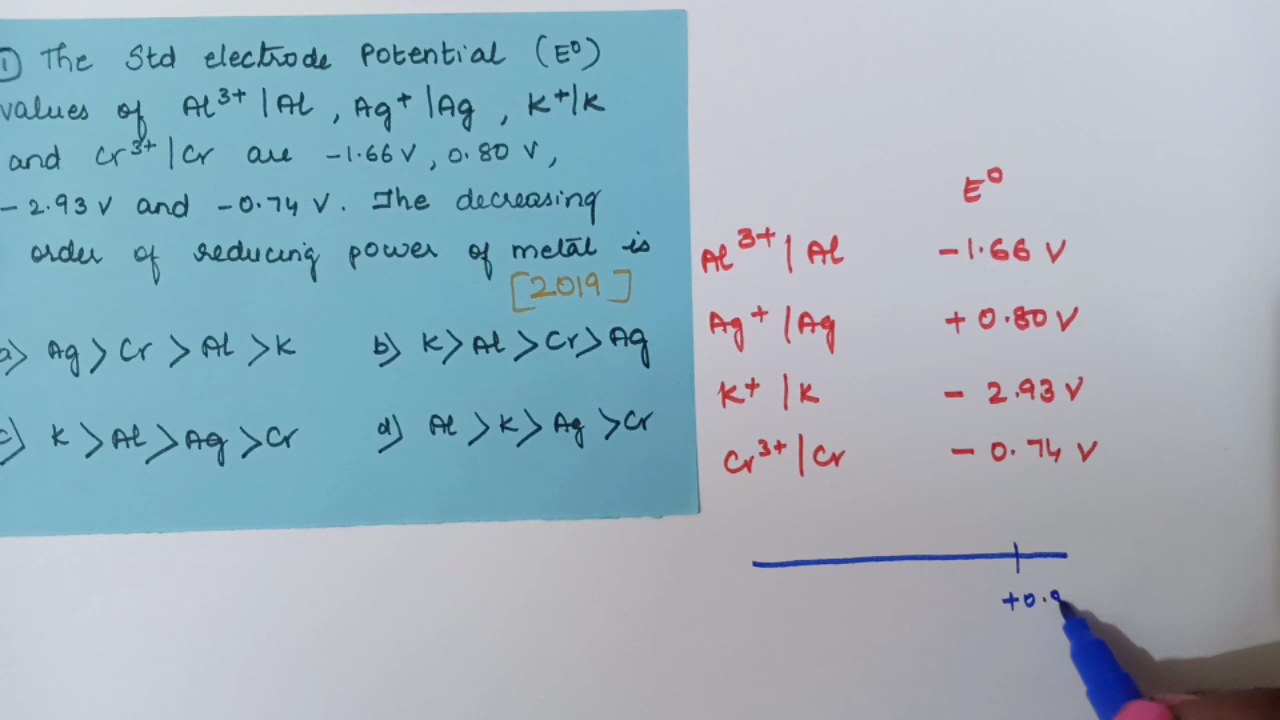 ① The Std electrode Potential (E⁰)
values of Al³⁺ | Al , Ag⁺ | Ag , K⁺/K
and Cr³⁺ | Cr are -1.66 V , 0.80 V ,
- 2.93 V and -0.74 V. The decreasing
order of reducing power of metal is
[2019]
a) Ag > Cr > Al > K b) K > Al > Cr > Ag
c) K > Al > Ag > Cr d) Al > K > Ag > Cr
E⁰
Al³⁺ | Al -1.66 V
Ag⁺ | Ag + 0.80 V
K⁺ | K - 2.93 V
Cr³⁺ | Cr - 0.74 V
+0.